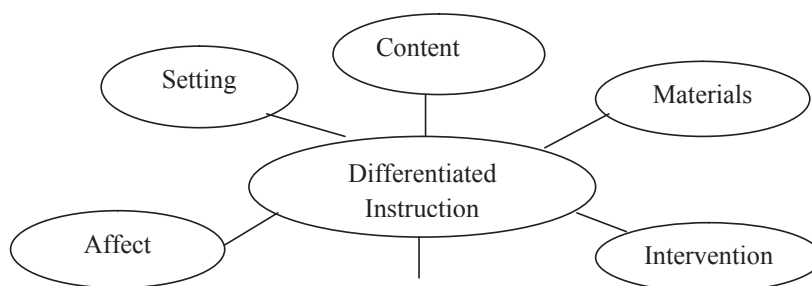 Content
Setting
Materials
Differentiated
Instruction
Affect
Intervention